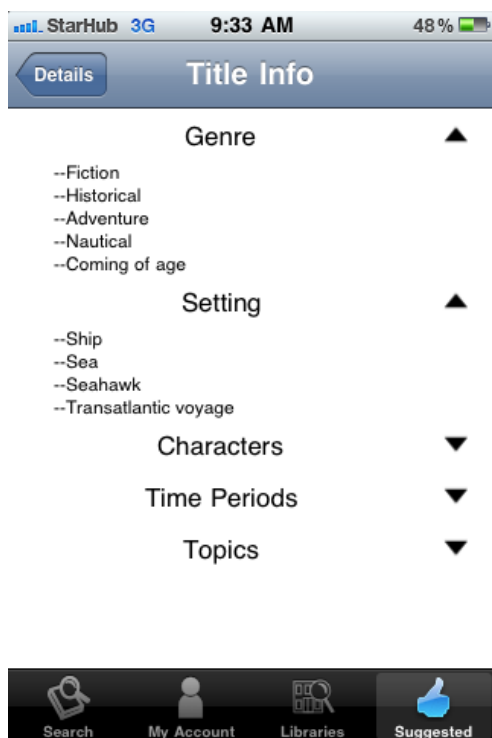 StarHub 3G 9:33 AM 48%
Details Title Info
Genre
--Fiction
--Historical
--Adventure
--Nautical
--Coming of age
Setting
--Ship
--Sea
--Seahawk
--Transatlantic voyage
Characters
Time Periods
Topics
Search My Account Libraries Suggested